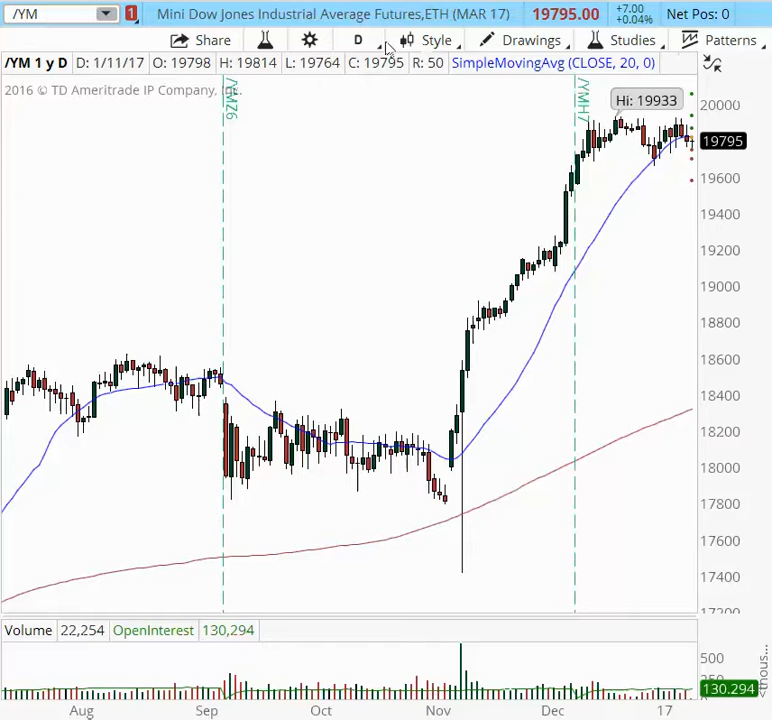 /YM 1 Mini Dow Jones Industrial Average Futures,ETH (MAR 17) 19795.00 +7.00 +0.04% Net Pos: 0
Share D Style Drawings Studies Patterns
/YM 1 y D D: 1/11/17 O: 19798 H: 19814 L: 19764 C: 19795 R: 50 SimpleMovingAvg (CLOSE, 20, 0)
2016 © TD Ameritrade IP Company, Inc.
/YMZ6
/YMH7
Hi: 19933
20000
19795
19600
19400
19200
19000
18800
18600
18400
18200
18000
17800
17600
17400
17200
Volume 22,254 OpenInterest 130,294
500
130.294
<thous...
Aug Sep Oct Nov Dec 17